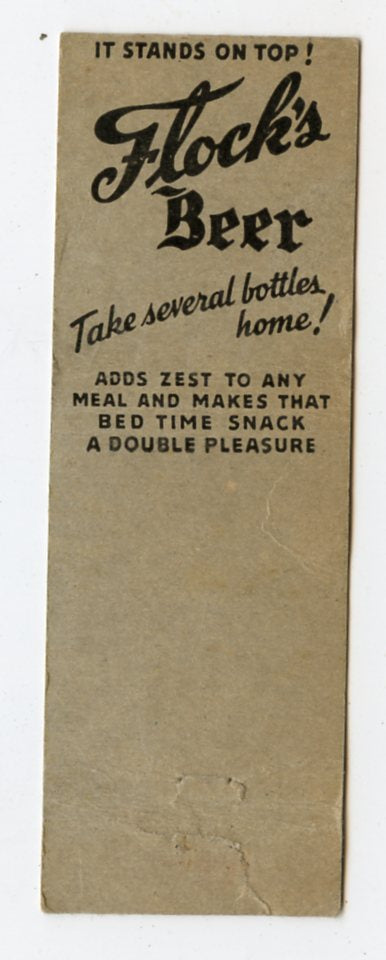 IT STANDS ON TOP!
Flock's
Beer
Take several bottles
home!
ADDS ZEST TO ANY
MEAL AND MAKES THAT
BED TIME SNACK
A DOUBLE PLEASURE